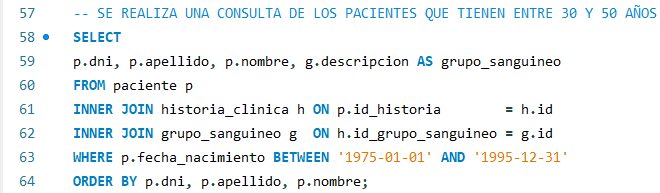 57 -- SE REALIZA UNA CONSULTA DE LOS PACIENTES QUE TIENEN ENTRE 30 Y 50 AÑOS
58 SELECT
59 p.dni, p.apellido, p.nombre, g.descripcion AS grupo_sanguineo
60 FROM paciente p
61 INNER JOIN historia_clinica h ON p.id_historia = h.id
62 INNER JOIN grupo_sanguineo g ON h.id_grupo_sanguineo = g.id
63 WHERE p.fecha_nacimiento BETWEEN '1975-01-01' AND '1995-12-31'
64 ORDER BY p.dni, p.apellido, p.nombre;